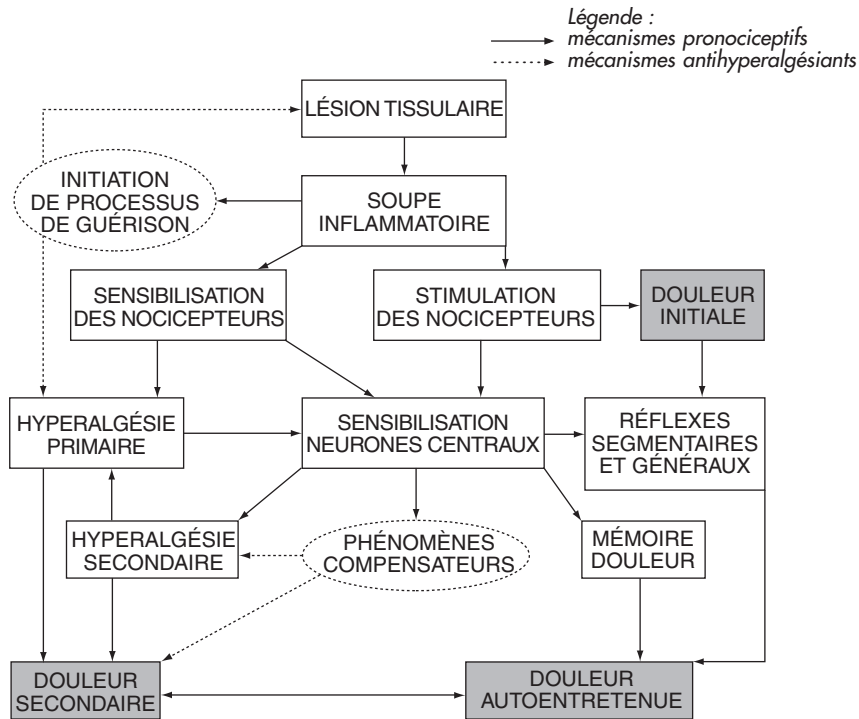 Légende :
mécanismes pronociceptifs
mécanismes antihyperalgésiants
LÉSION TISSULAIRE
INITIATION
DE PROCESSUS
DE GUÉRISON
SOUPE
INFLAMMATOIRE
SENSIBILISATION
DES NOCICEPTEURS
STIMULATION
DES NOCICEPTEURS
DOULEUR
INITIALE
HYPERALGÉSIE
PRIMAIRE
SENSIBILISATION
NEURONES CENTRAUX
RÉFLEXES
SEGMENTAIRES
ET GÉNÉRAUX
HYPERALGÉSIE
SECONDAIRE
PHÉNOMÈNES
COMPENSATEURS
MÉMOIRE
DOULEUR
DOULEUR
SECONDAIRE
DOULEUR
AUTOENTRETENUE